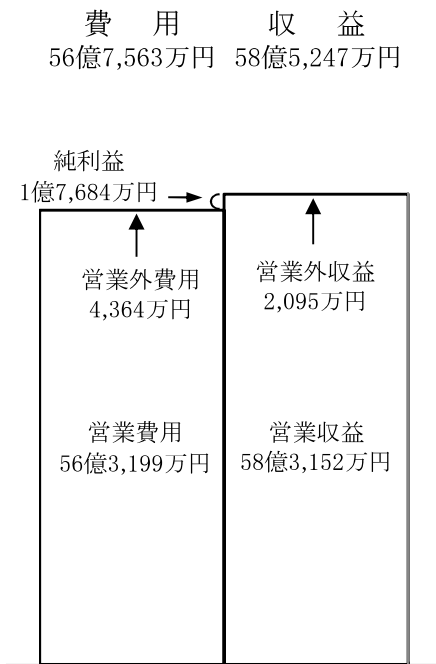 費 用 収 益
56億7,563万円 58億5,247万円
純利益
1億7,684万円
営業外費用
4,364万円
営業外収益
2,095万円
営業費用
56億3,199万円
営業収益
58億3,152万円